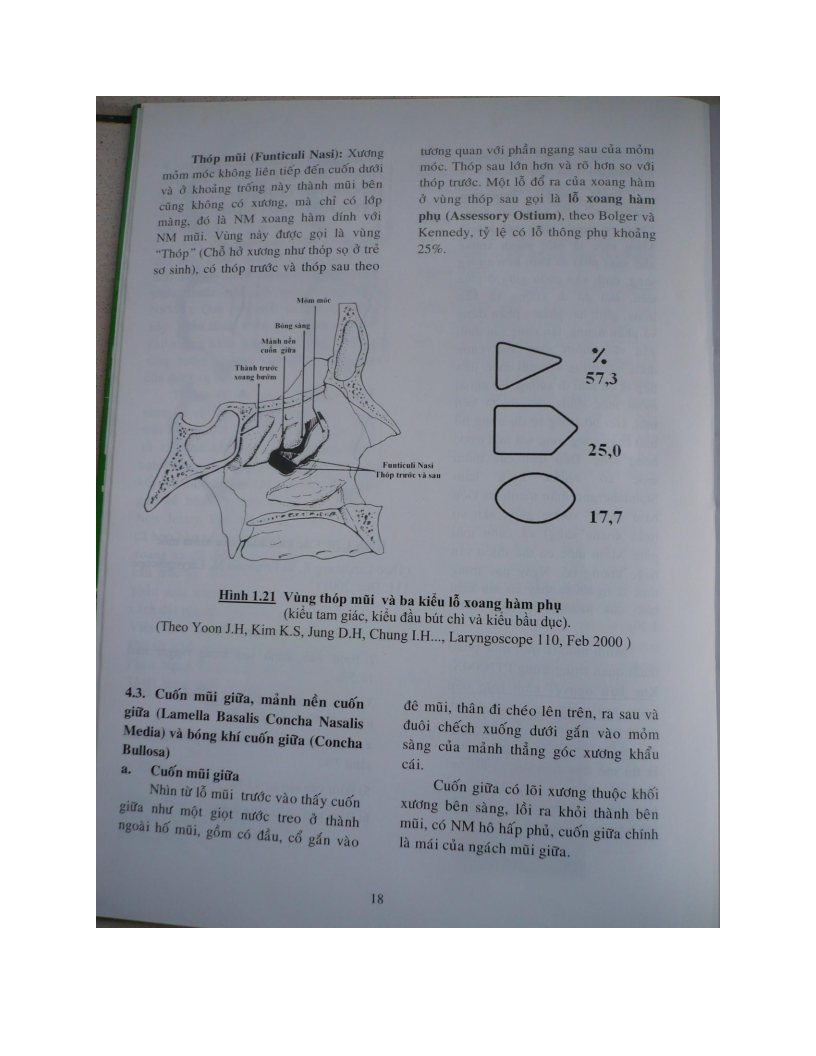 Thóp mũi (Funticuli Nasi): Xương
mỏm móc không liên tiếp đến cuốn dưới
và ở khoảng trống này thành mũi bên
cũng không có xương, mà chỉ có lớp
màng, đó là NM xoang hàm dính với
NM mũi. Vùng này được gọi là vùng
“Thóp” (Chỗ hở xương như thóp sọ ở trẻ
sơ sinh), có thóp trước và thóp sau theo
tương quan với phần ngang sau của mỏm
móc. Thóp sau lớn hơn và rõ hơn so với
thóp trước. Một lỗ đổ ra của xoang hàm
ở vùng thóp sau gọi là lỗ xoang hàm
phụ (Assessory Ostium), theo Bolger và
Kennedy, tỷ lệ có lỗ thông phụ khoảng
25%.
Mỏm móc
Bóng sàng
Mảnh nền
cuốn giữa
Thành trước
xoang bướm
Funticuli Nasi
Thóp trước và sau
%
57,3
25,0
17,7
Hình 1.21 Vùng thóp mũi và ba kiểu lỗ xoang hàm phụ
(kiểu tam giác, kiểu đầu bút chì và kiểu bầu dục).
(Theo Yoon J.H, Kim K.S, Jung D.H, Chung I.H..., Laryngoscope 110, Feb 2000 )
4.3. Cuốn mũi giữa, mảnh nền cuốn
giữa (Lamella Basalis Concha Nasalis
Media) và bóng khí cuốn giữa (Concha
Bullosa)
a. Cuốn mũi giữa
Nhìn từ lỗ mũi trước vào thấy cuốn
giữa như một giọt nước treo ở thành
ngoài hố mũi, gồm có đầu, cổ gắn vào
đê mũi, thân đi chéo lên trên, ra sau và
đuôi chếch xuống dưới gắn vào mỏm
sàng của mảnh thẳng góc xương khẩu
cái.
Cuốn giữa có lõi xương thuộc khối
xương bên sàng, lồi ra khỏi thành bên
mũi, có NM hô hấp phủ, cuốn giữa chính
là mái của ngách mũi giữa.
18